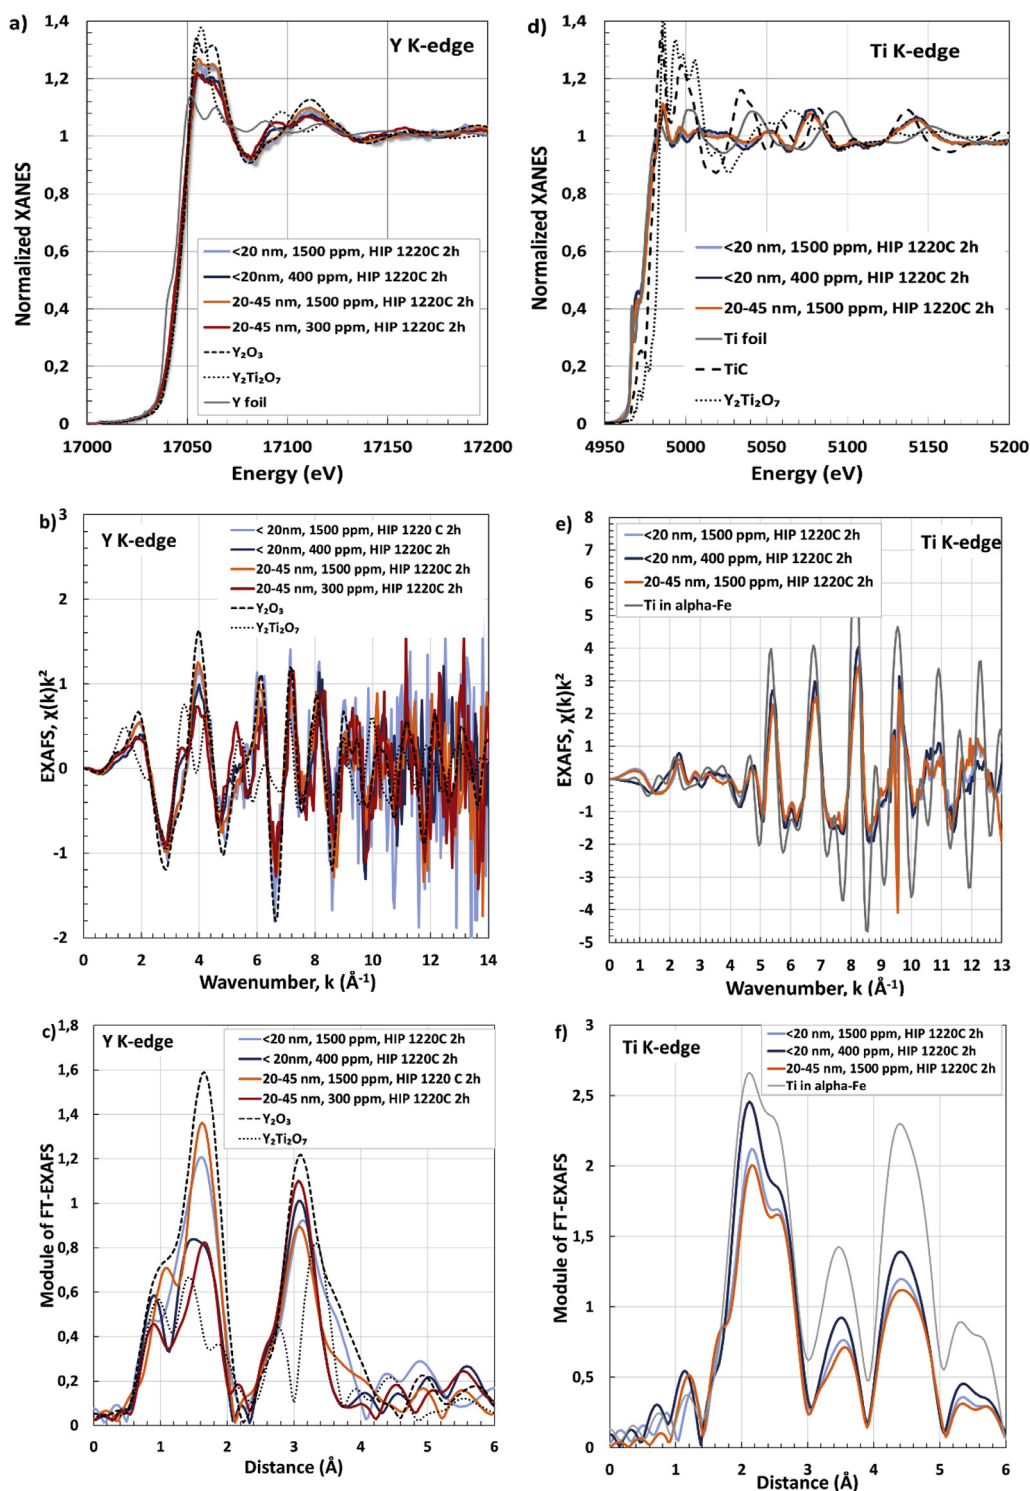 a)
Y K-edge
Normalized XANES
1,4
1,2
1
0,8
0,6
0,4
0,2
0
<20 nm, 1500 ppm, HIP 1220C 2h
<20nm, 400 ppm, HIP 1220C 2h
20-45 nm, 1500 ppm, HIP 1220C 2h
20-45 nm, 300 ppm, HIP 1220C 2h
Y₂O₃
Y₂Ti₂O₇
Y foil
17000 17050 17100 17150 17200
Energy (eV)
d)
Ti K-edge
Normalized XANES
1,4
1,2
1
0,8
0,6
0,4
0,2
0
<20 nm, 1500 ppm, HIP 1220C 2h
<20 nm, 400 ppm, HIP 1220C 2h
20-45 nm, 1500 ppm, HIP 1220C 2h
Ti foil
TiC
Y₂Ti₂O₇
4950 5000 5050 5100 5150 5200
Energy (eV)
b)
Y K-edge
EXAFS, χ(k)k²
3
2
1
0
-1
-2
< 20nm, 1500 ppm, HIP 1220 C 2h
< 20nm, 400 ppm, HIP 1220C 2h
20-45 nm, 1500 ppm, HIP 1220C 2h
20-45 nm, 300 ppm, HIP 1220C 2h
Y₂O₃
Y₂Ti₂O₇
0 2 4 6 8 10 12 14
Wavenumber, k (Å⁻¹)
e)
Ti K-edge
EXAFS, χ(k)k²
8
7
6
5
4
3
2
1
0
-1
-2
-3
-4
-5
<20 nm, 1500 ppm, HIP 1220C 2h
<20 nm, 400 ppm, HIP 1220C 2h
20-45 nm, 1500 ppm, HIP 1220C 2h
Ti in alpha-Fe
0 1 2 3 4 5 6 7 8 9 10 11 12 13
Wavenumber, k (Å⁻¹)
c)
Y K-edge
Module of FT-EXAFS
1,8
1,6
1,4
1,2
1
0,8
0,6
0,4
0,2
0
<20 nm, 1500 ppm, HIP 1220C 2h
< 20nm, 400 ppm, HIP 1220C 2h
20-45 nm, 1500 ppm, HIP 1220 C 2h
20-45 nm, 300 ppm, HIP 1220C 2h
Y₂O₃
Y₂Ti₂O₇
0 1 2 3 4 5 6
Distance (Å)
f)
Ti K-edge
Module of FT-EXAFS
3
2,5
2
1,5
1
0,5
0
<20 nm, 1500 ppm, HIP 1220C 2h
<20 nm, 400 ppm, HIP 1220C 2h
20-45 nm, 1500 ppm, HIP 1220C 2h
Ti in alpha-Fe
0 1 2 3 4 5 6
Distance (Å)